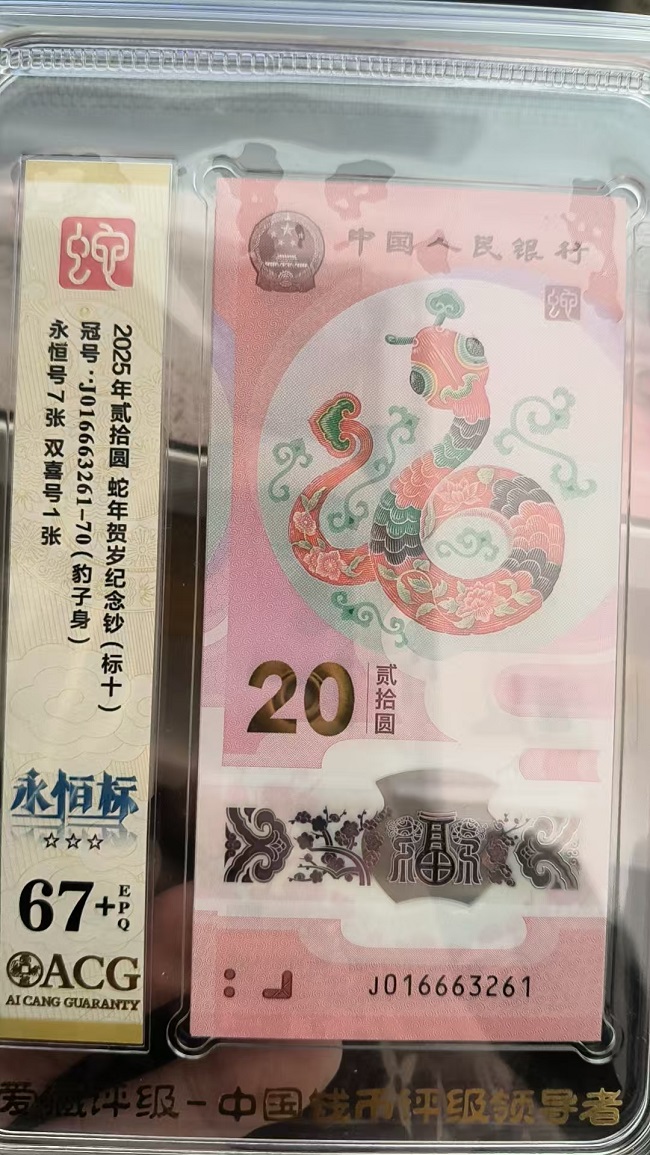 蛇
2025年贰拾圆 蛇年贺岁纪念钞(标十)
冠号:J016663261-70(豹子身)
永恒号7张 双喜号1张
永恒标
☆☆☆
67+EPQ
ACG
AI CANG GUARANTY
中国人民银行
蛇
20 贰拾圆
福
J016663261
爱藏评级-中国钱币评级领导者